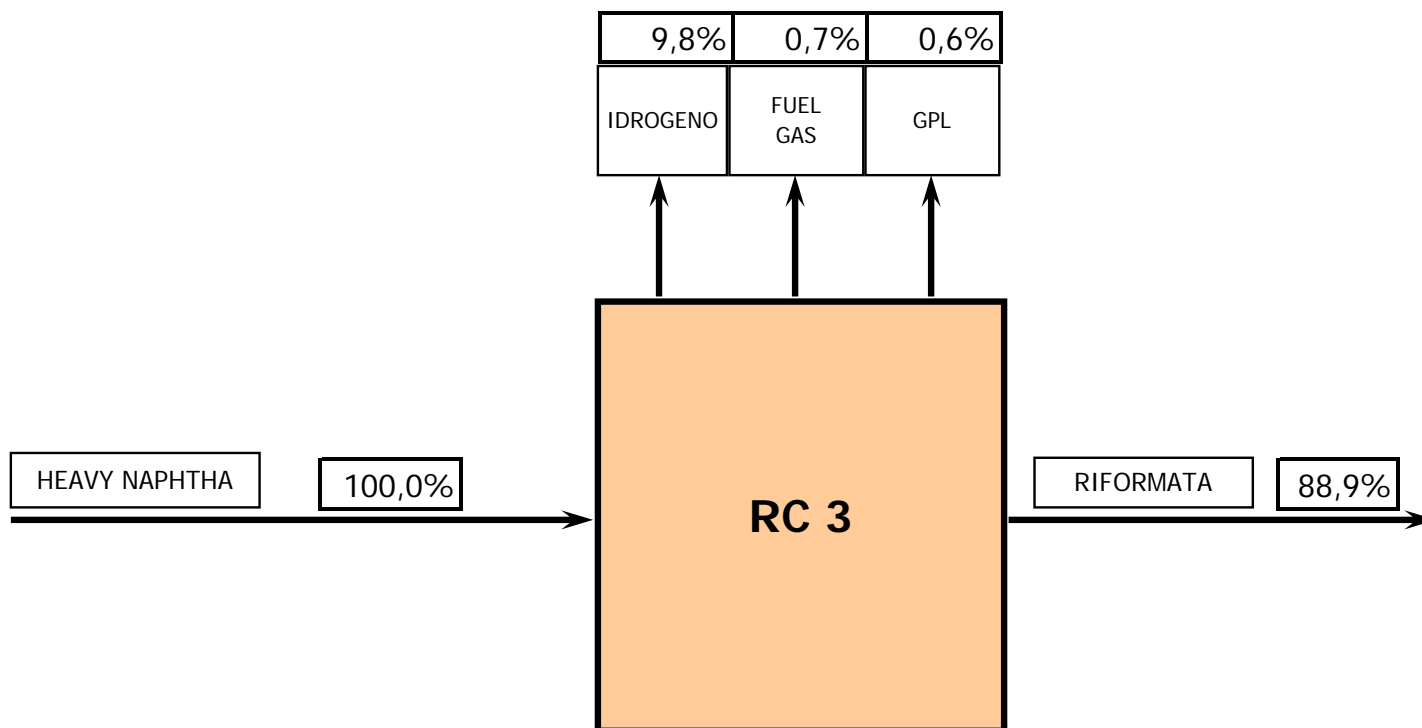 9,8% 0,7% 0,6%
IDROGENO FUEL GAS GPL
HEAVY NAPHTHA 100,0% RC 3 RIFORMATA 88,9%